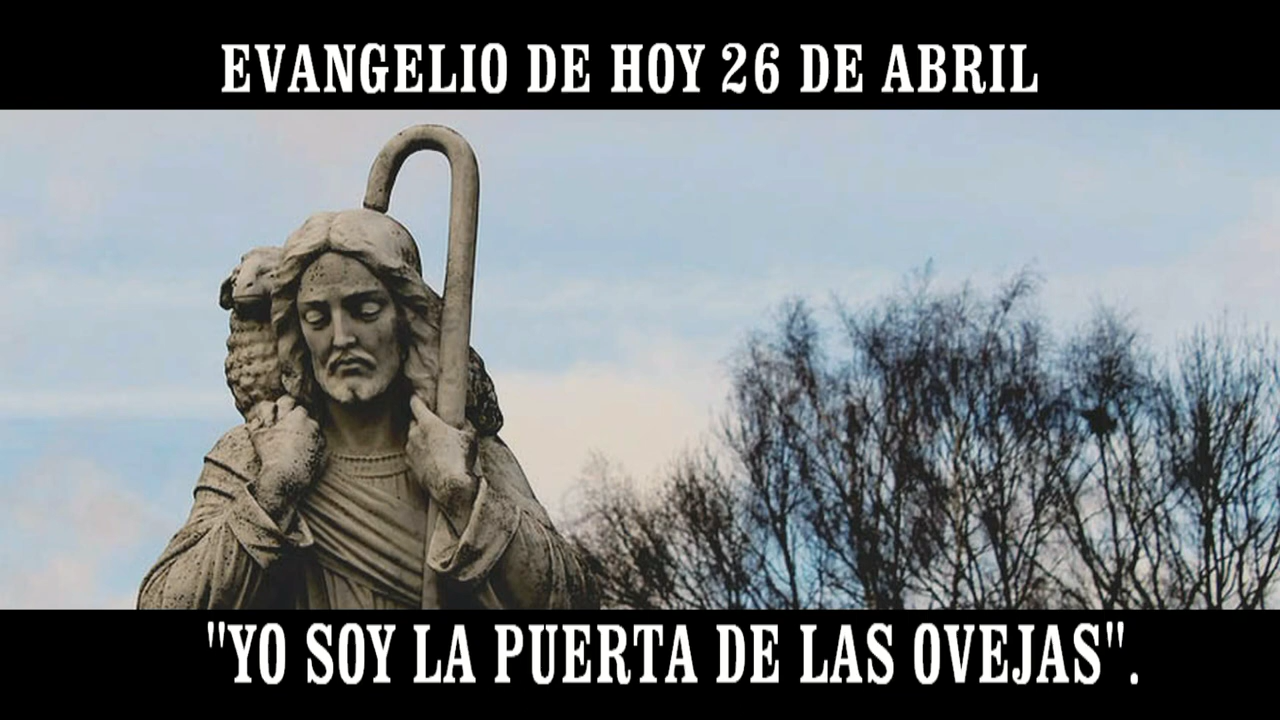 EVANGELIO DE HOY 26 DE ABRIL
"YO SOY LA PUERTA DE LAS OVEJAS".